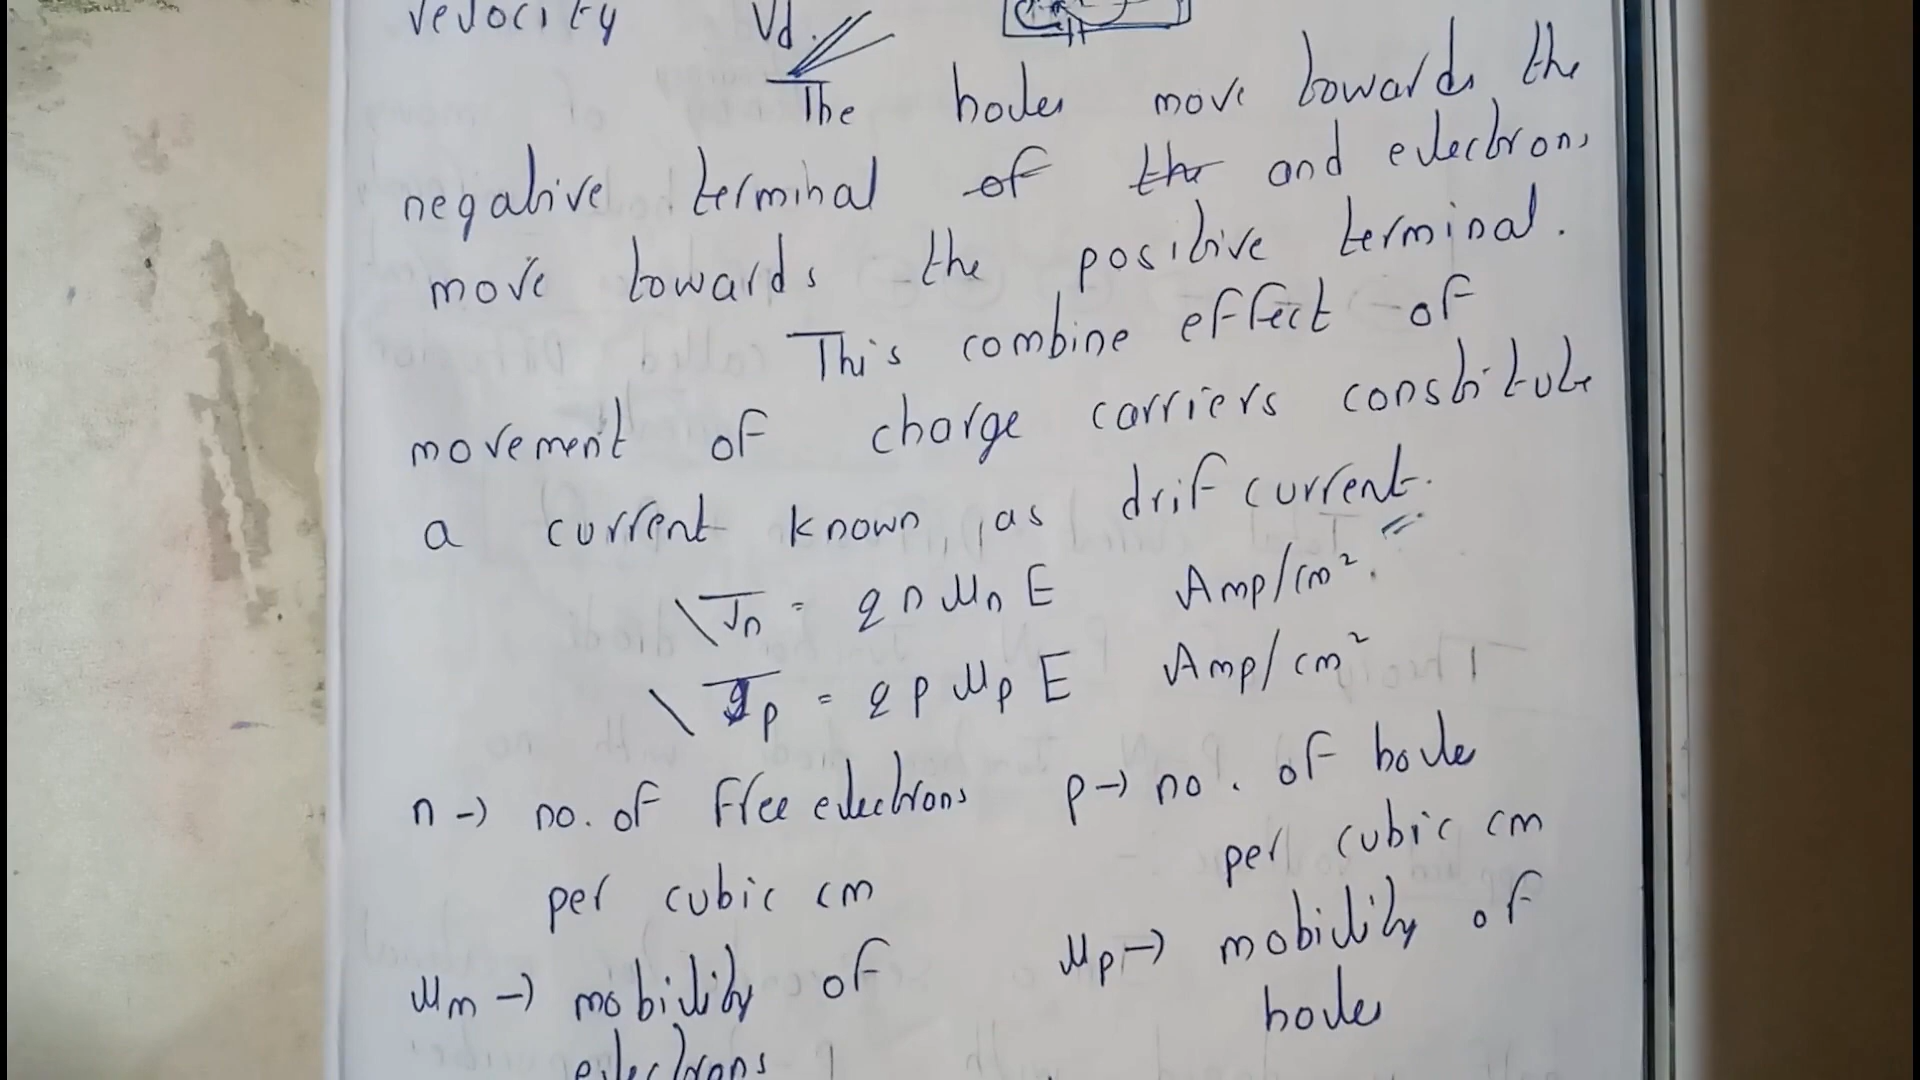 velocity Vd.
The holes move towards the
negative terminal of the and electrons
move towards the positive terminal.
This combine effect of
movement of charge carriers constitute
a current known as drif current.
Jn = q n μn E Amp/cm².
Jp = q p μp E Amp/cm²
n → no. of free electrons p → no. of hole
per cubic cm per cubic cm
μm → mobility of μp → mobility of
electrons holes